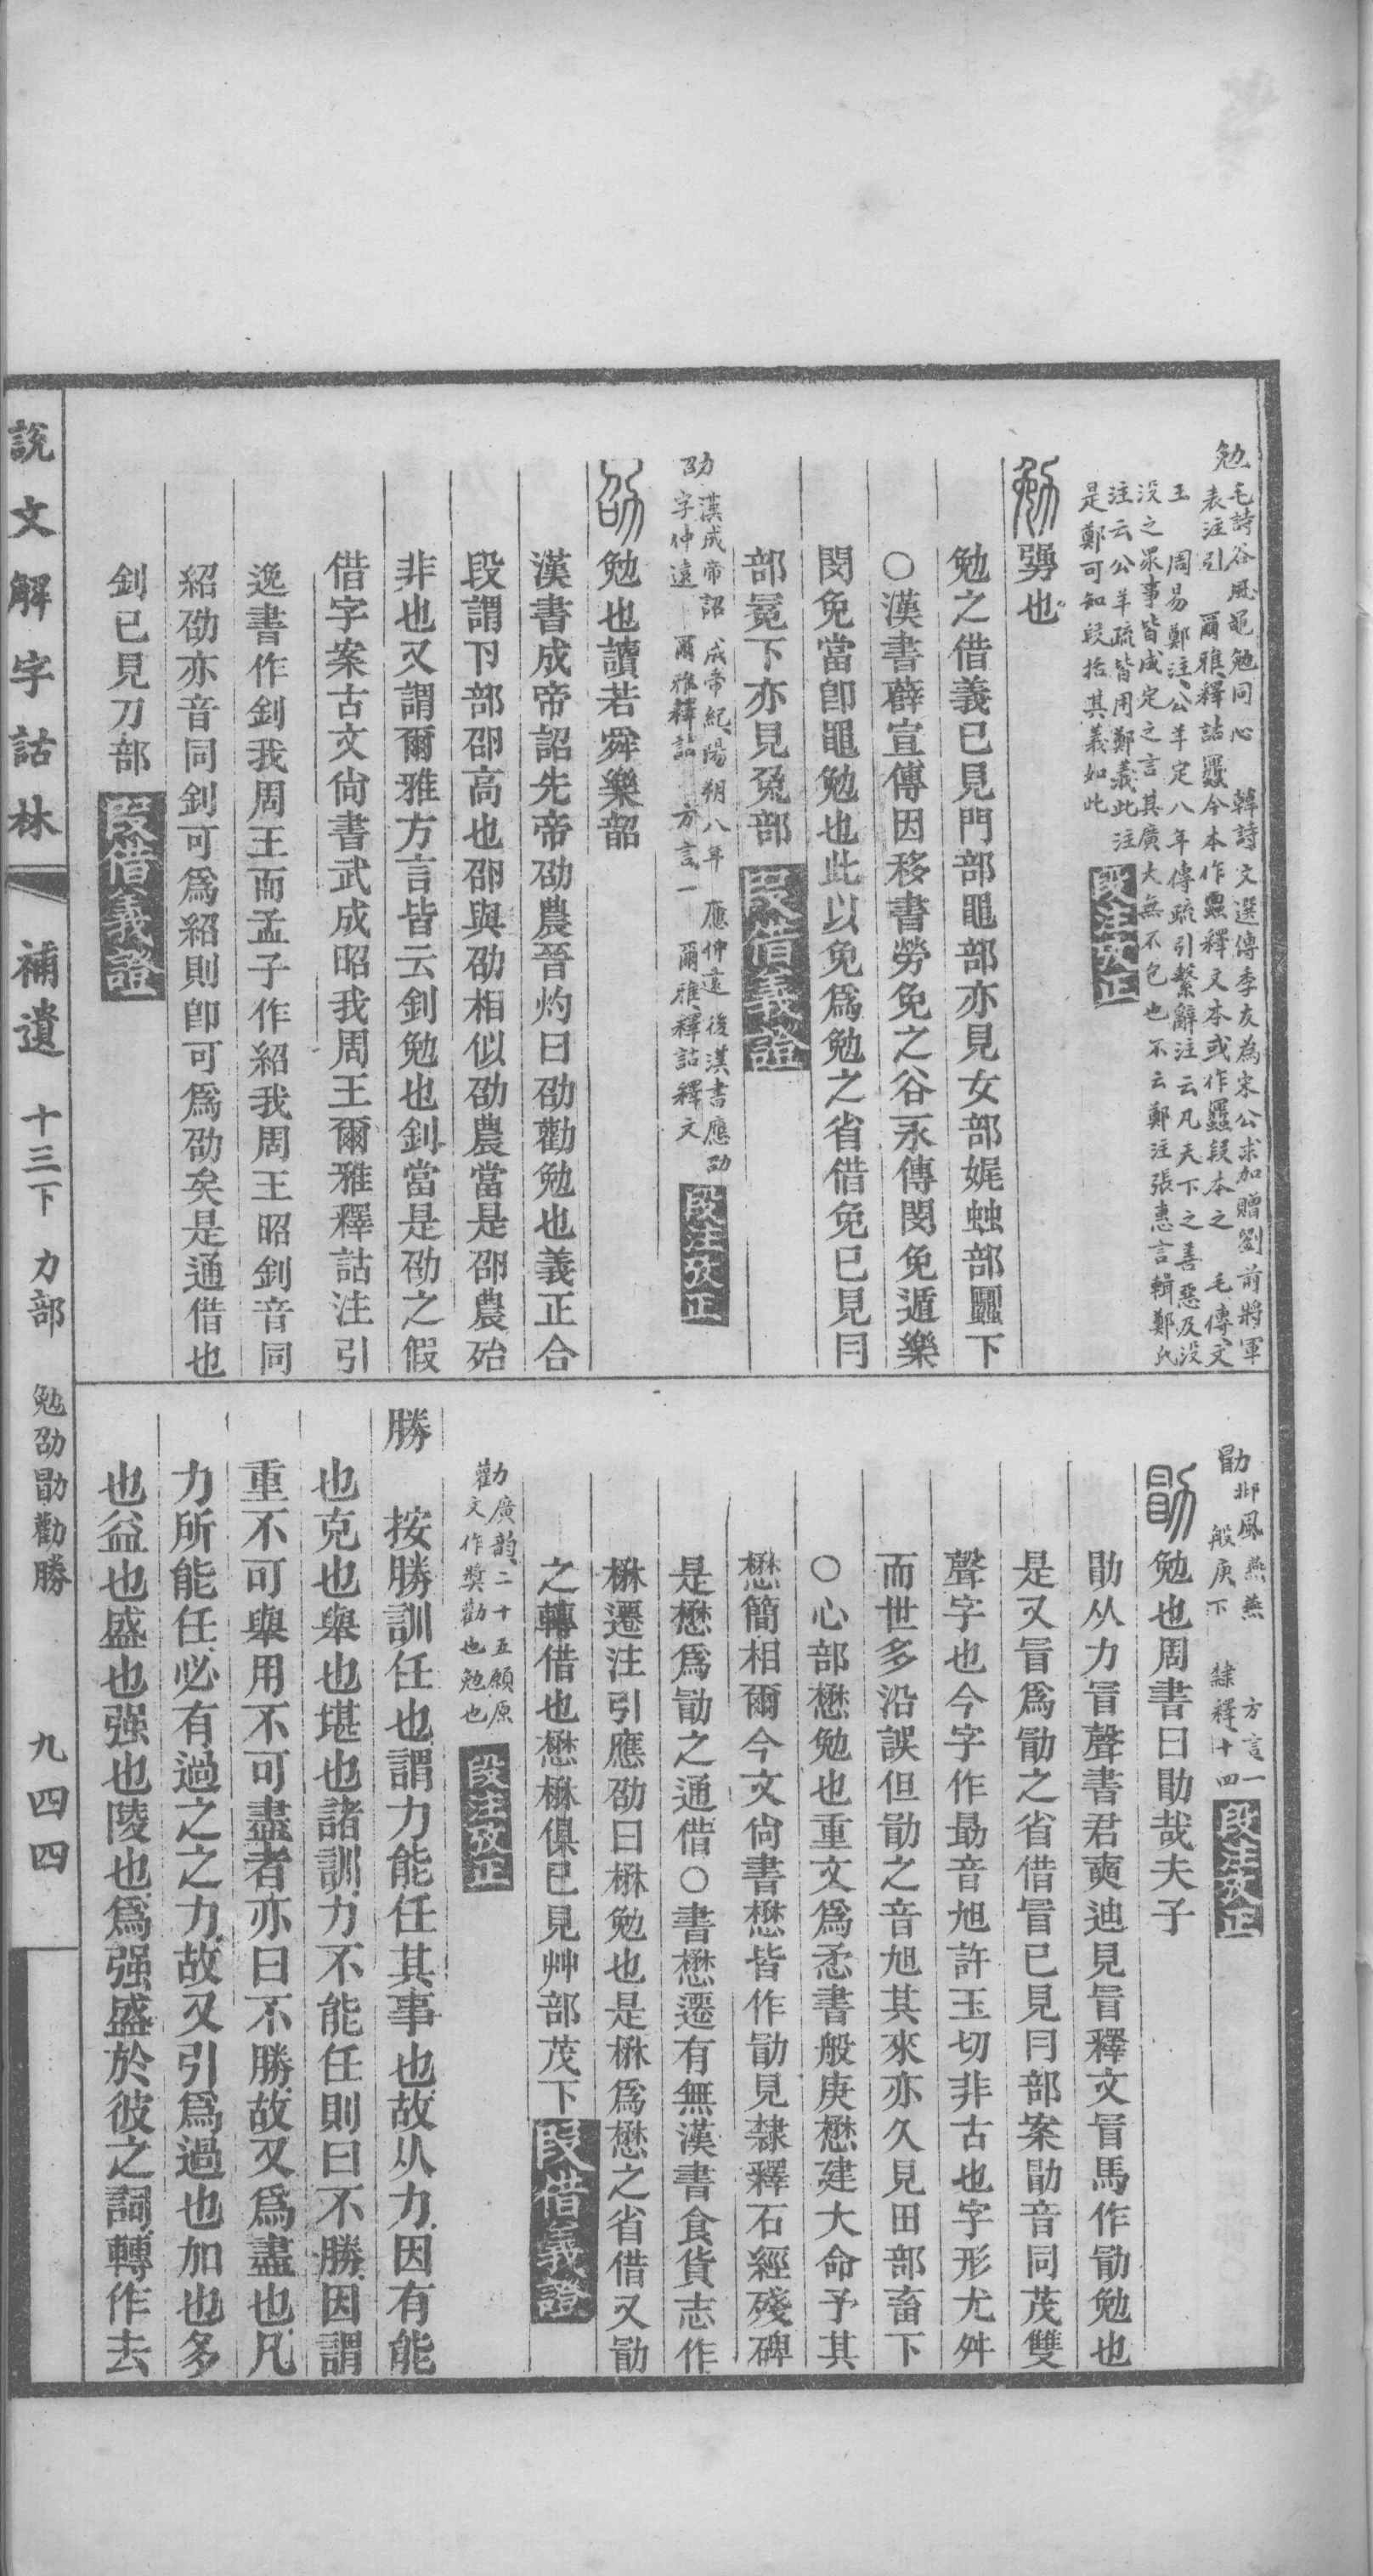 勉 毛詩谷風黽勉同心 韓詩 文選傅季友為宋公求加贈劉前將軍
表注引 爾雅釋詁 今本作 釋文本或作 段本之 毛傳文
王 周易鄭注公羊定八年傳疏引繫辭注云凡天下之善惡及没
没之眾事皆成定之言其廣大無不包也不云鄭注張惠言輯鄭氏
注云公羊疏皆用鄭義此注
是鄭可知段指其義如此 段注攷正
勉 勥也
勉之借義已見門部黽部亦見女部娓䖵部蠠下
○漢書薛宣傳因移書勞免之谷永傳閔免遁樂
閔免當卽黽勉也此以免爲勉之省借免已見冃
部冕下亦見兔部 段借義證
劭 漢成帝詔 成帝紀陽朔八年 應仲遠 後漢書應劭
字仲遠 爾雅釋詁 方言一 爾雅釋詁釋文 段注攷正
劭 勉也讀若舜樂韶
漢書成帝詔先帝劭農晉灼曰劭勸勉也義正合
段謂卪部卲高也卲與劭相似劭農當是卲農殆
非也又謂爾雅方言皆云釗勉也釗當是劭之假
借字案古文尙書武成昭我周王爾雅釋詁注引
逸書作釗我周王而孟子作紹我周王昭釗音同
紹劭亦音同釗可爲紹則卽可爲劭矣是通借也
釗已見刀部 段借義證
勖 邶風燕燕 方言一
般庚下 隸釋十四 段注攷正
勖 勉也周書曰勖哉夫子
勖从力冒聲書君奭迪見冒釋文冒馬作勖勉也
是又冒爲勖之省借冒已見冃部案勖音同茂雙
聲字也今字作勗音旭許玉切非古也字形尤舛
而世多沿誤但勖之音旭其來亦久見田部畜下
○心部懋勉也重文爲孞書般庚懋建大命予其
懋簡相爾今文尙書懋皆作勖見隸釋石經殘碑
是懋爲勖之通借○書懋遷有無漢書食貨志作
楙遷注引應劭曰楙勉也是楙爲懋之省借又勖
之轉借也懋楙俱已見艸部茂下 段借義證
勸 廣韻二十五願原
文作獎勸也勉也 段注攷正
勝 按勝訓任也謂力能任其事也故从力因有能
也克也舉也堪也諸訓力不能任則曰不勝因謂
重不可舉用不可盡者亦曰不勝故又爲盡也凡
力所能任必有過之之力故又引爲過也加也多
也益也盛也强也陵也爲强盛於彼之詞轉作去
說文解字詁林 補遺 十三下 力部 勉劭勖勸勝 九四四